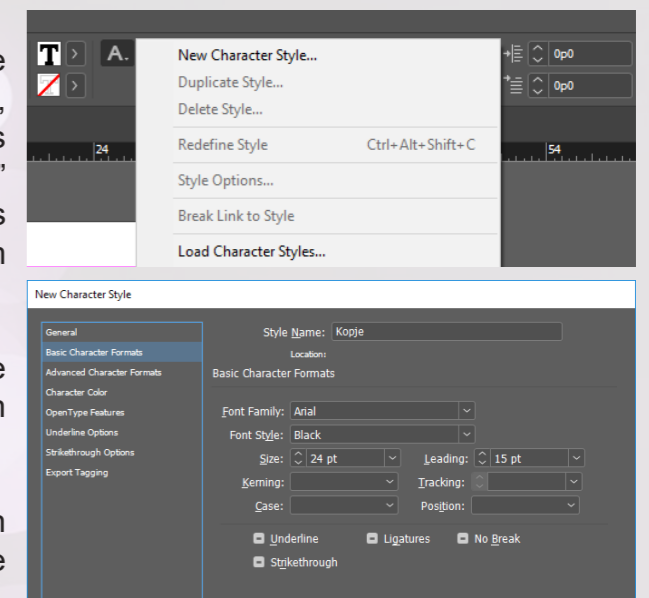 T
A.
New Character Style...
Duplicate Style...
Delete Style...
Redefine Style Ctrl+Alt+Shift+C
Style Options...
Break Link to Style
Load Character Styles...
0p0
0p0
24
54
New Character Style
General
Basic Character Formats
Advanced Character Formats
Character Color
OpenType Features
Underline Options
Strikethrough Options
Export Tagging
Style Name: Kopje
Location:
Basic Character Formats
Font Family: Arial
Font Style: Black
Size: 24 pt Leading: 15 pt
Kerning: Tracking:
Case: Position:
Underline Ligatures No Break
Strikethrough